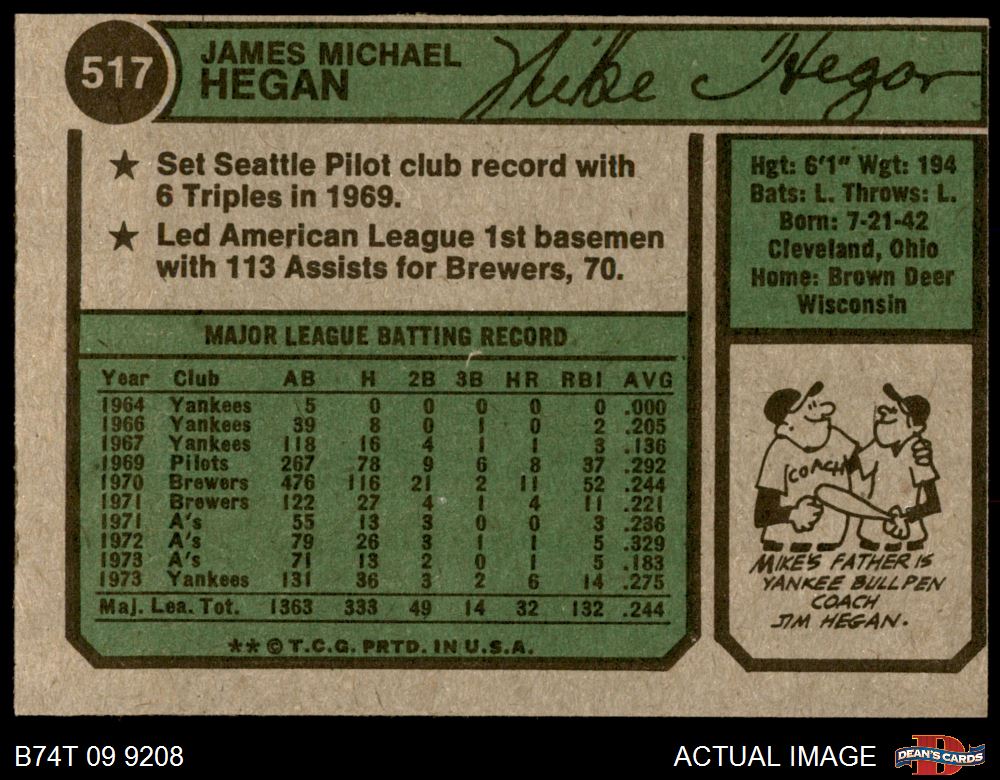 517
JAMES MICHAEL
HEGAN
Mike Hegan
★ Set Seattle Pilot club record with
6 Triples in 1969.
★ Led American League 1st basemen
with 113 Assists for Brewers, 70.
MAJOR LEAGUE BATTING RECORD
Year Club AB H 2B 3B HR RBI AVG
1964 Yankees 5 0 0 0 0 0 .000
1966 Yankees 39 8 0 1 0 2 .205
1967 Yankees 118 16 4 1 1 3 .136
1969 Pilots 267 78 9 6 8 37 .292
1970 Brewers 476 116 21 2 11 52 .244
1971 Brewers 122 27 4 1 4 11 .221
1971 A's 55 13 3 0 0 3 .236
1972 A's 79 26 3 1 1 5 .329
1973 A's 71 13 2 0 1 5 .183
1973 Yankees 131 36 3 2 6 14 .275
Maj. Lea. Tot. 1363 333 49 14 32 132 .244
** © T.C.G. PRTD. IN U.S.A.
Hgt: 6'1" Wgt: 194
Bats: L. Throws: L.
Born: 7-21-42
Cleveland, Ohio
Home: Brown Deer
Wisconsin
COACH
MIKE'S FATHER IS
YANKEE BULLPEN
COACH
JIM HEGAN.
B74T 09 9208
ACTUAL IMAGE
D
DEAN'S CARDS